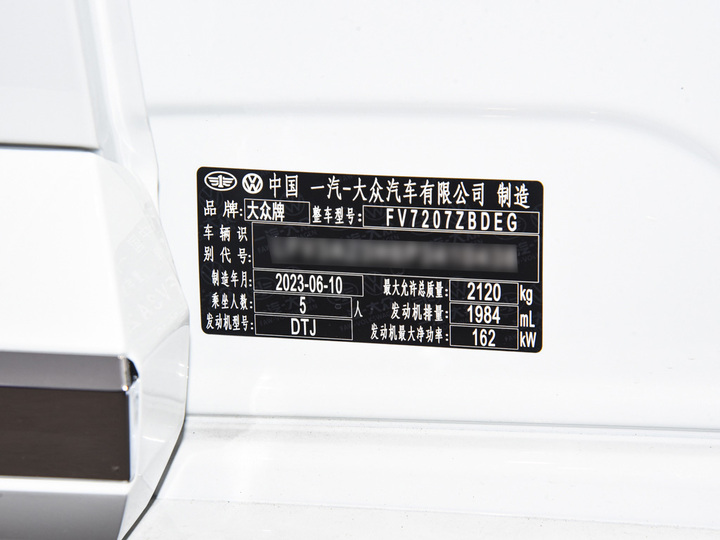 中国 一汽-大众汽车有限公司 制造
品牌: 大众牌 整车型号: FV7207ZBDEG
车辆识
别代号:
制造年月: 2023-06-10 最大允许总质量: 2120 kg
乘坐人数: 5 人 发动机排量: 1984 mL
发动机型号: DTJ 发动机最大净功率: 162 kW